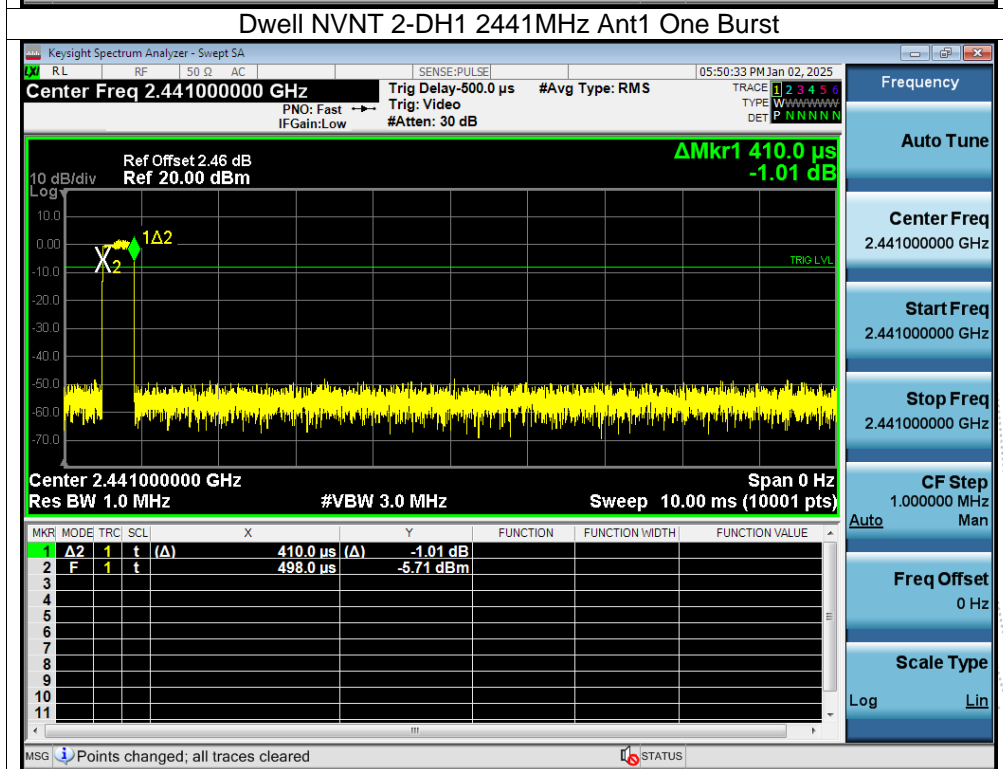 Dwell NVNT 2-DH1 2441MHz Ant1 One Burst
Keysight Spectrum Analyzer - Swept SA
LXI RL RF 50 Ω AC SENSE:PULSE 05:50:33 PM Jan 02, 2025
Center Freq 2.441000000 GHz
PNO: Fast
IFGain:Low
Trig Delay-500.0 µs
Trig: Video
#Atten: 30 dB
#Avg Type: RMS
TRACE 1 2 3 4 5 6
TYPE WWWWWWW
DET P N N N N N
Ref Offset 2.46 dB
10 dB/div Ref 20.00 dBm
Log
ΔMkr1 410.0 µs
-1.01 dB
10.0
0.00
-10.0
-20.0
-30.0
-40.0
-50.0
-60.0
-70.0
1Δ2
X2
TRIG LVL
Center 2.441000000 GHz Span 0 Hz
Res BW 1.0 MHz #VBW 3.0 MHz Sweep 10.00 ms (10001 pts)
MKR MODE TRC SCL X Y FUNCTION FUNCTION WIDTH FUNCTION VALUE
1 Δ2 1 t (Δ) 410.0 µs (Δ) -1.01 dB
2 F 1 t 498.0 µs -5.71 dBm
3
4
5
6
7
8
9
10
11
MSG Points changed; all traces cleared STATUS
Frequency
Auto Tune
Center Freq
2.441000000 GHz
Start Freq
2.441000000 GHz
Stop Freq
2.441000000 GHz
CF Step
1.000000 MHz
Auto Man
Freq Offset
0 Hz
Scale Type
Log Lin